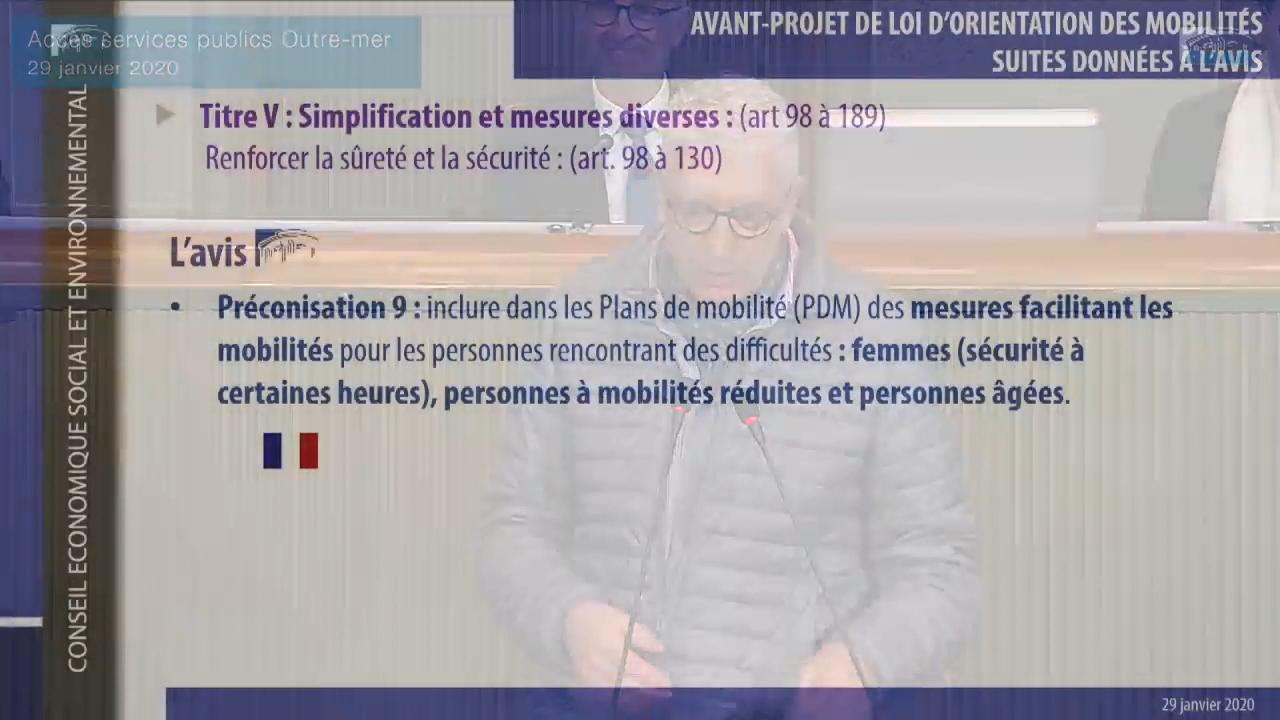 Accès services publics Outre-mer
29 janvier 2020
AVANT-PROJET DE LOI D'ORIENTATION DES MOBILITÉS
SUITES DONNÉES À L'AVIS
CONSEIL ECONOMIQUE SOCIAL ET ENVIRONNEMENTAL
Titre V : Simplification et mesures diverses : (art 98 à 189)
Renforcer la sûreté et la sécurité : (art. 98 à 130)
L'avis
• Préconisation 9 : inclure dans les Plans de mobilité (PDM) des mesures facilitant les
mobilités pour les personnes rencontrant des difficultés : femmes (sécurité à
certaines heures), personnes à mobilités réduites et personnes âgées.
29 janvier 2020